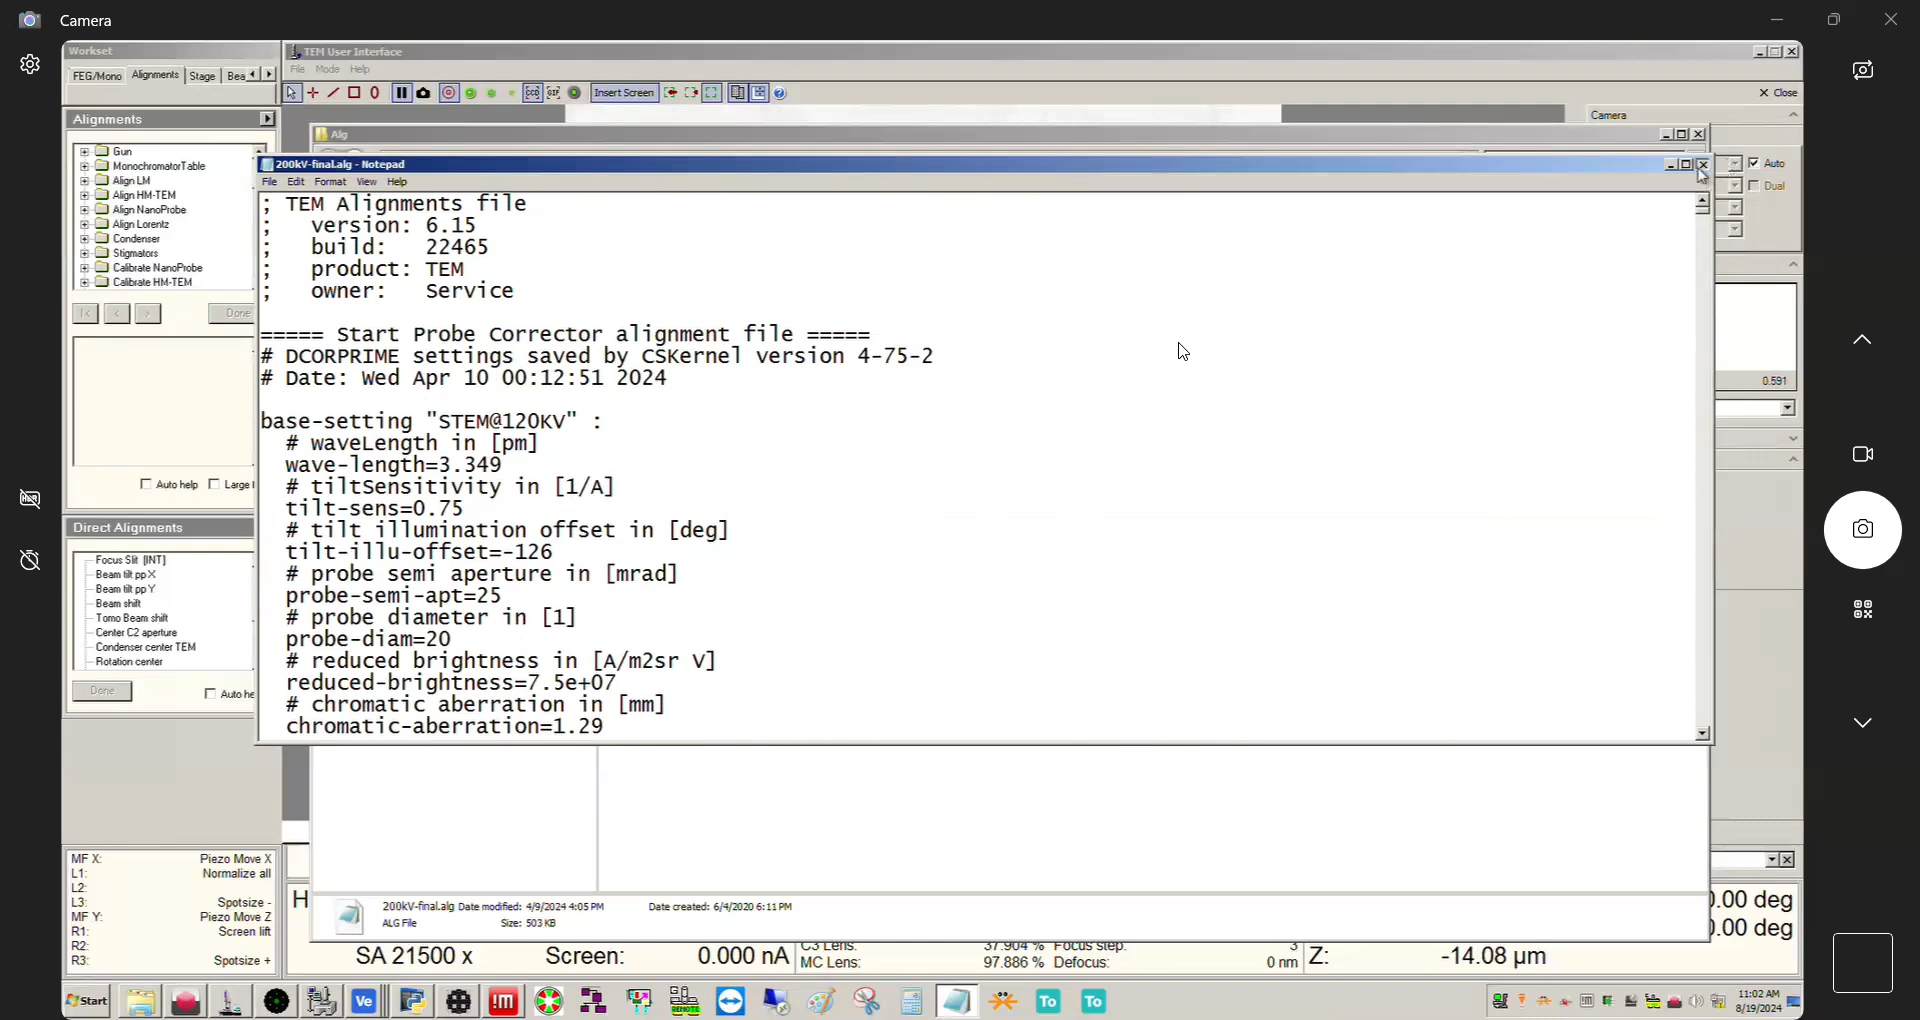 Camera
Workset
TEM User Interface
FEG/Mono Alignments Stage Bea
File Mode Help
Insert Screen
Close
Alignments
Camera
Alg
Gun
MonochromatorTable
Align LM
Align HM-TEM
Align NanoProbe
Align Lorentz
Condenser
Stigmators
Calibrate NanoProbe
Calibrate HM-TEM
Done
Auto help Large
Direct Alignments
Focus Slit [INT]
Beam tilt pp X
Beam tilt pp Y
Beam shift
Tomo Beam shift
Center C2 aperture
Condenser center TEM
Rotation center
Done
Auto he
200kV-final.alg - Notepad
File Edit Format View Help
; TEM Alignments file
; version: 6.15
; build: 22465
; product: TEM
; owner: Service
===== Start Probe Corrector alignment file =====
# DCORPRIME settings saved by CSKernel version 4-75-2
# Date: Wed Apr 10 00:12:51 2024
base-setting "STEM@120KV" :
# waveLength in [pm]
wave-length=3.349
# tiltSensitivity in [1/A]
tilt-sens=0.75
# tilt illumination offset in [deg]
tilt-illu-offset=-126
# probe semi aperture in [mrad]
probe-semi-apt=25
# probe diameter in [1]
probe-diam=20
# reduced brightness in [A/m2sr V]
reduced-brightness=7.5e+07
# chromatic aberration in [mm]
chromatic-aberration=1.29
Auto
Dual
0.591
MF X: Piezo Move X
L1: Normalize all
L2:
L3: Spotsize -
MF Y: Piezo Move Z
R1: Screen lift
R2:
R3: Spotsize +
200kV-final.alg Date modified: 4/9/2024 4:05 PM Date created: 6/4/2020 6:11 PM
ALG File Size: 503 KB
H
0.00 deg
0.00 deg
SA 21500 x Screen: 0.000 nA
C3 Lens: 37.904 % Focus step: 3
MC Lens: 97.886 % Defocus: 0 nm
Z: -14.08 µm
Start
Ve
REMOTE
To
To
11:02 AM
8/19/2024